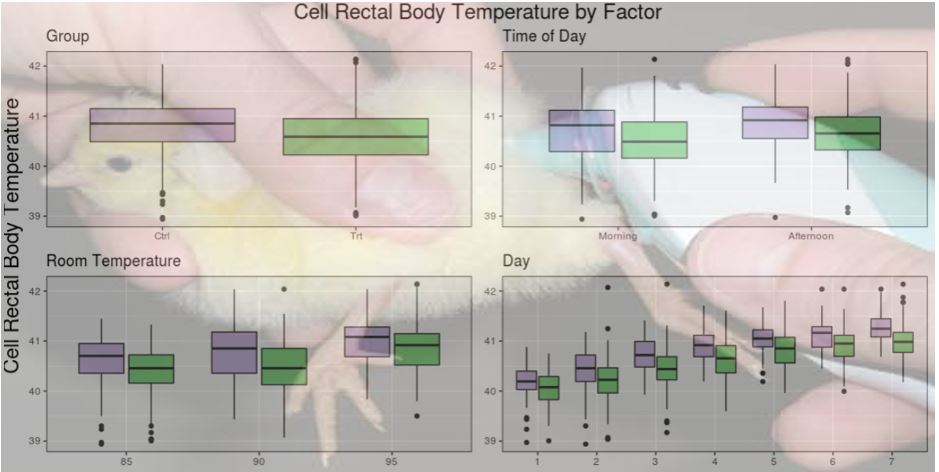 Cell Rectal Body Temperature by Factor
Cell Rectal Body Temperature
Group
42
41
40
39
Ctrl
Trt
Time of Day
42
41
40
39
Morning
Afternoon
Room Temperature
42
41
40
39
85
90
95
Day
42
41
40
39
1
2
3
4
5
6
7